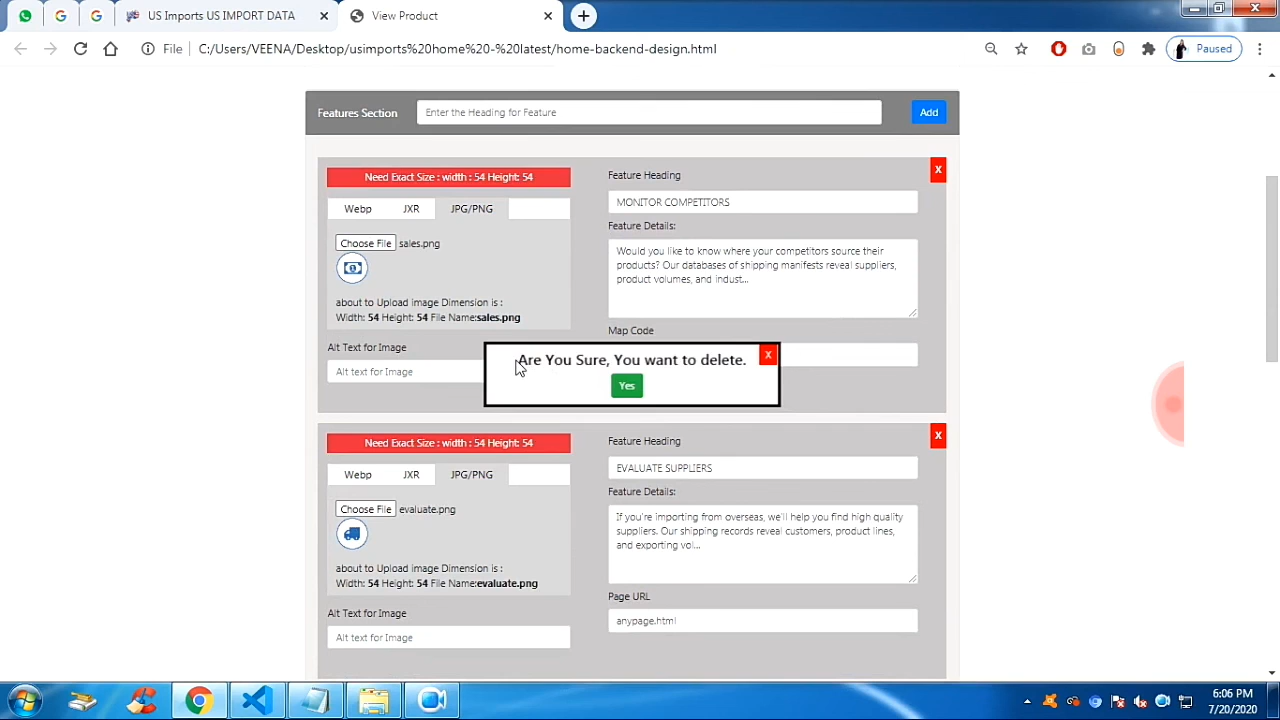 US Imports US IMPORT DATA
View Product
File
C:/Users/VEENA/Desktop/usimports%20home%20-%20latest/home-backend-design.html
Paused
Features Section
Enter the Heading for Feature
Add
Need Exact Size : width : 54 Height: 54
X
Webp
JXR
JPG/PNG
Choose File sales.png
about to Upload image Dimension is :
Width: 54 Height: 54 File Name:sales.png
Alt Text for Image
Alt text for Image
Feature Heading
MONITOR COMPETITORS
Feature Details:
Would you like to know where your competitors source their
products? Our databases of shipping manifests reveal suppliers,
product volumes, and indust...
Map Code
Are You Sure, You want to delete.
X
Yes
Need Exact Size : width : 54 Height: 54
X
Webp
JXR
JPG/PNG
Choose File evaluate.png
about to Upload image Dimension is :
Width: 54 Height: 54 File Name:evaluate.png
Alt Text for Image
Alt text for Image
Feature Heading
EVALUATE SUPPLIERS
Feature Details:
If you're importing from overseas, we'll help you find high quality
suppliers. Our shipping records reveal customers, product lines,
and exporting vol...
Page URL
anypage.html
6:06 PM
7/20/2020